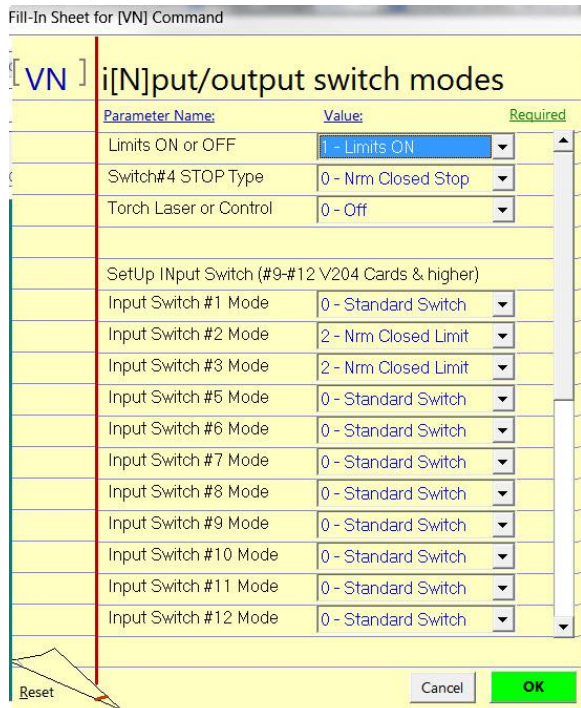 Fill-In Sheet for [VN] Command
[ VN ] i[N]put/output switch modes
Parameter Name: Value: Required
Limits ON or OFF 1 - Limits ON
Switch#4 STOP Type 0 - Nrm Closed Stop
Torch Laser or Control 0 - Off
SetUp INput Switch (#9-#12 V204 Cards & higher)
Input Switch #1 Mode 0 - Standard Switch
Input Switch #2 Mode 2 - Nrm Closed Limit
Input Switch #3 Mode 2 - Nrm Closed Limit
Input Switch #5 Mode 0 - Standard Switch
Input Switch #6 Mode 0 - Standard Switch
Input Switch #7 Mode 0 - Standard Switch
Input Switch #8 Mode 0 - Standard Switch
Input Switch #9 Mode 0 - Standard Switch
Input Switch #10 Mode 0 - Standard Switch
Input Switch #11 Mode 0 - Standard Switch
Input Switch #12 Mode 0 - Standard Switch
Reset Cancel OK